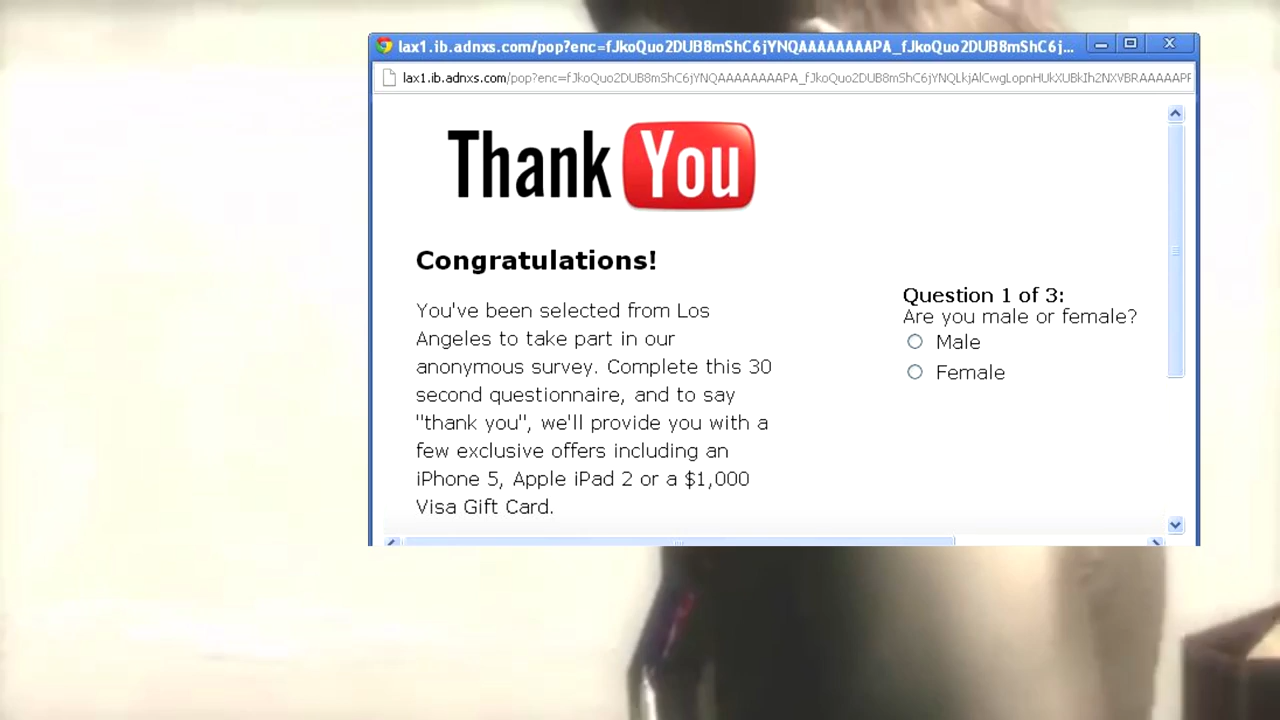 lax1.ib.adnxs.com/pop?enc=fJkoQuo2DUB8mShC6jYNQAAAAAAAAPA_fJkoQuo2DUB8mShC6j...
lax1.ib.adnxs.com/pop?enc=fJkoQuo2DUB8mShC6jYNQAAAAAAAAPA_fJkoQuo2DUB8mShC6jYNQLkjAlCwgLopnHUkXUBkIh2NXVBRAAAAAPF
Thank You
Congratulations!
You've been selected from Los
Angeles to take part in our
anonymous survey. Complete this 30
second questionnaire, and to say
"thank you", we'll provide you with a
few exclusive offers including an
iPhone 5, Apple iPad 2 or a $1,000
Visa Gift Card.
Question 1 of 3:
Are you male or female?
Male
Female